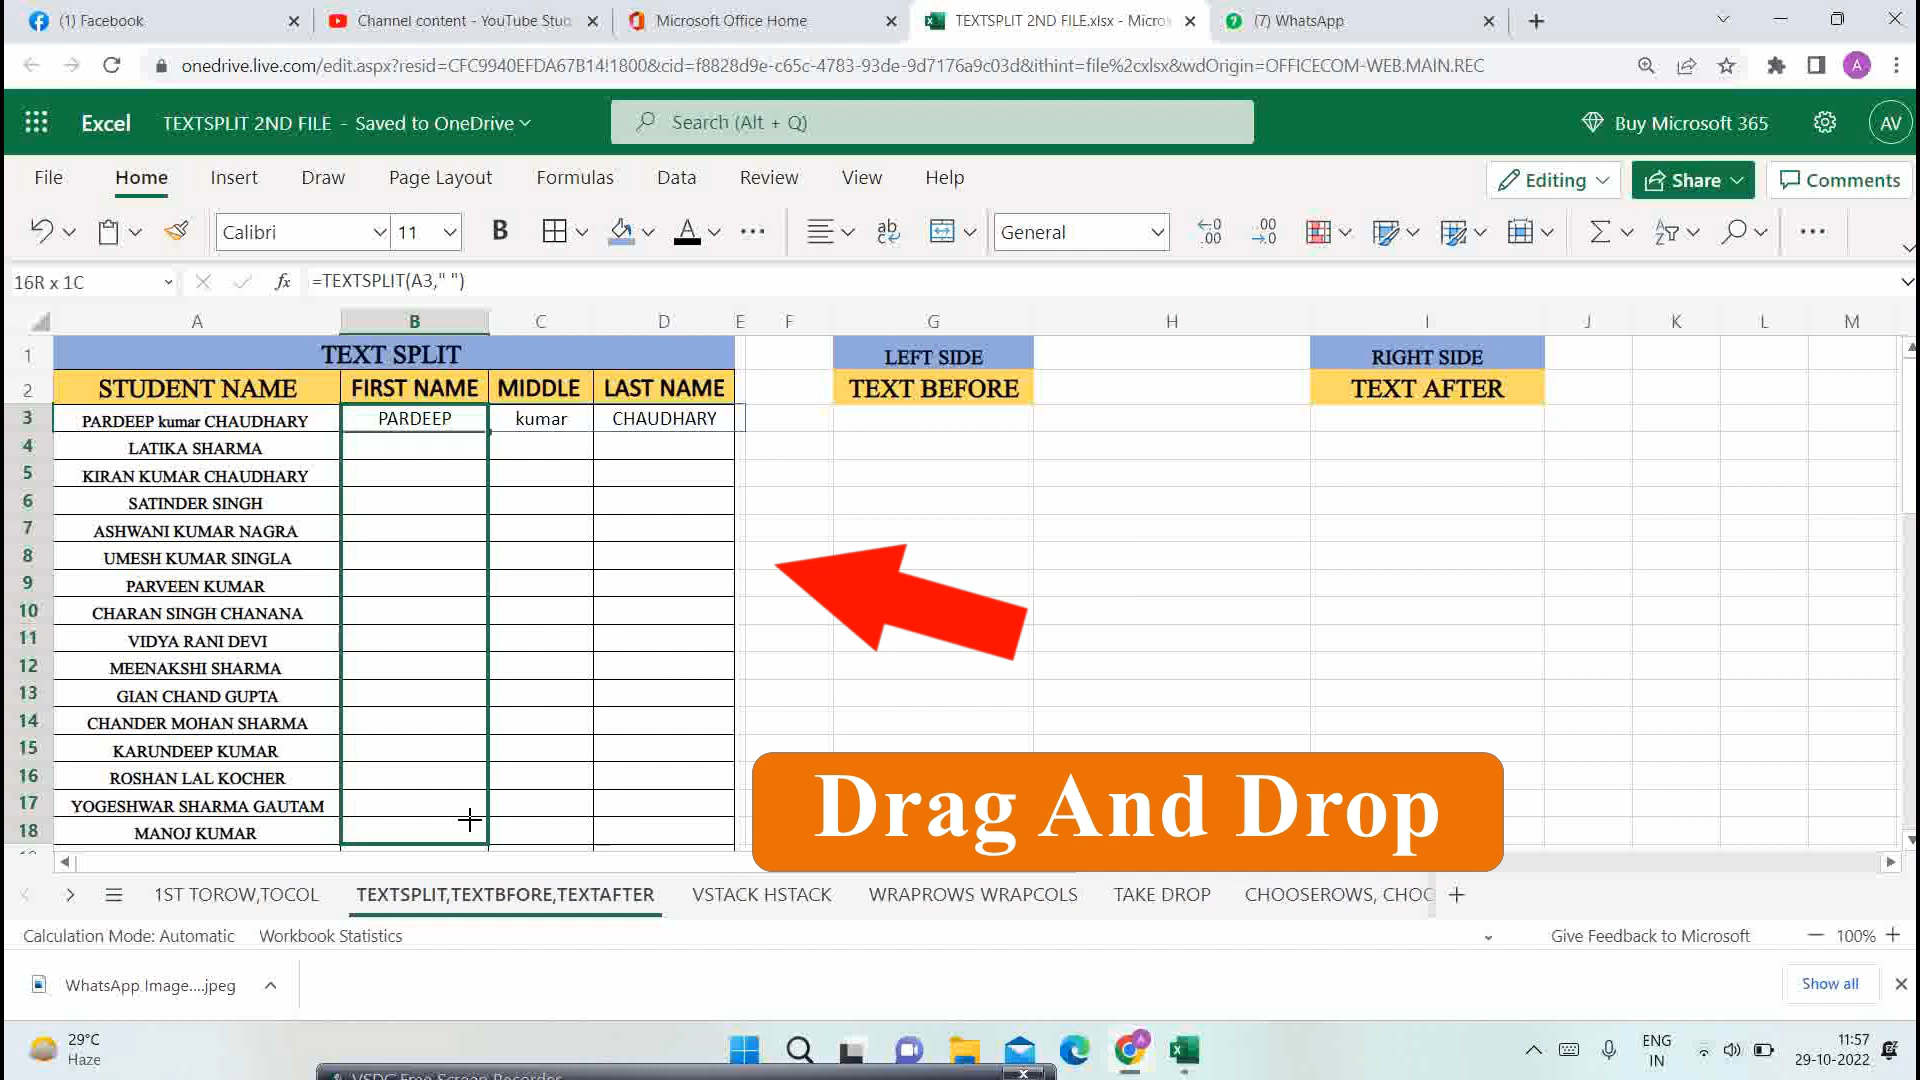 (1) Facebook
Channel content - YouTube Stu
Microsoft Office Home
TEXTSPLIT 2ND FILE.xlsx - Micro
(7) WhatsApp
onedrive.live.com/edit.aspx?resid=CFC9940EFDA67B14!1800&cid=f8828d9e-c65c-4783-93de-9d7176a9c03d&ithint=file%2cxlsx&wdOrigin=OFFICECOM-WEB.MAIN.REC
A
Excel
TEXTSPLIT 2ND FILE - Saved to OneDrive
Search (Alt + Q)
Buy Microsoft 365
AV
File Home Insert Draw Page Layout Formulas Data Review View Help
Editing
Share
Comments
Calibri
11
B
A
ab
General
16R x 1C
fx
=TEXTSPLIT(A3," ")
A B C D E F G H I J K L M
1 TEXT SPLIT LEFT SIDE RIGHT SIDE
2 STUDENT NAME FIRST NAME MIDDLE LAST NAME TEXT BEFORE TEXT AFTER
3 PARDEEP kumar CHAUDHARY PARDEEP kumar CHAUDHARY
4 LATIKA SHARMA
5 KIRAN KUMAR CHAUDHARY
6 SATINDER SINGH
7 ASHWANI KUMAR NAGRA
8 UMESH KUMAR SINGLA
9 PARVEEN KUMAR
10 CHARAN SINGH CHANANA
11 VIDYA RANI DEVI
12 MEENAKSHI SHARMA
13 GIAN CHAND GUPTA
14 CHANDER MOHAN SHARMA
15 KARUNDEEP KUMAR
16 ROSHAN LAL KOCHER
17 YOGESHWAR SHARMA GAUTAM
18 MANOJ KUMAR
Drag And Drop
1ST TOROW,TOCOL TEXTSPLIT,TEXTBFORE,TEXTAFTER VSTACK HSTACK WRAPROWS WRAPCOLS TAKE DROP CHOOSEROWS, CHOC
Calculation Mode: Automatic Workbook Statistics
Give Feedback to Microsoft
100%
WhatsApp Image....jpeg
Show all
29°C
Haze
ENG
IN
11:57
29-10-2022
VSDC Free Screen Recorder